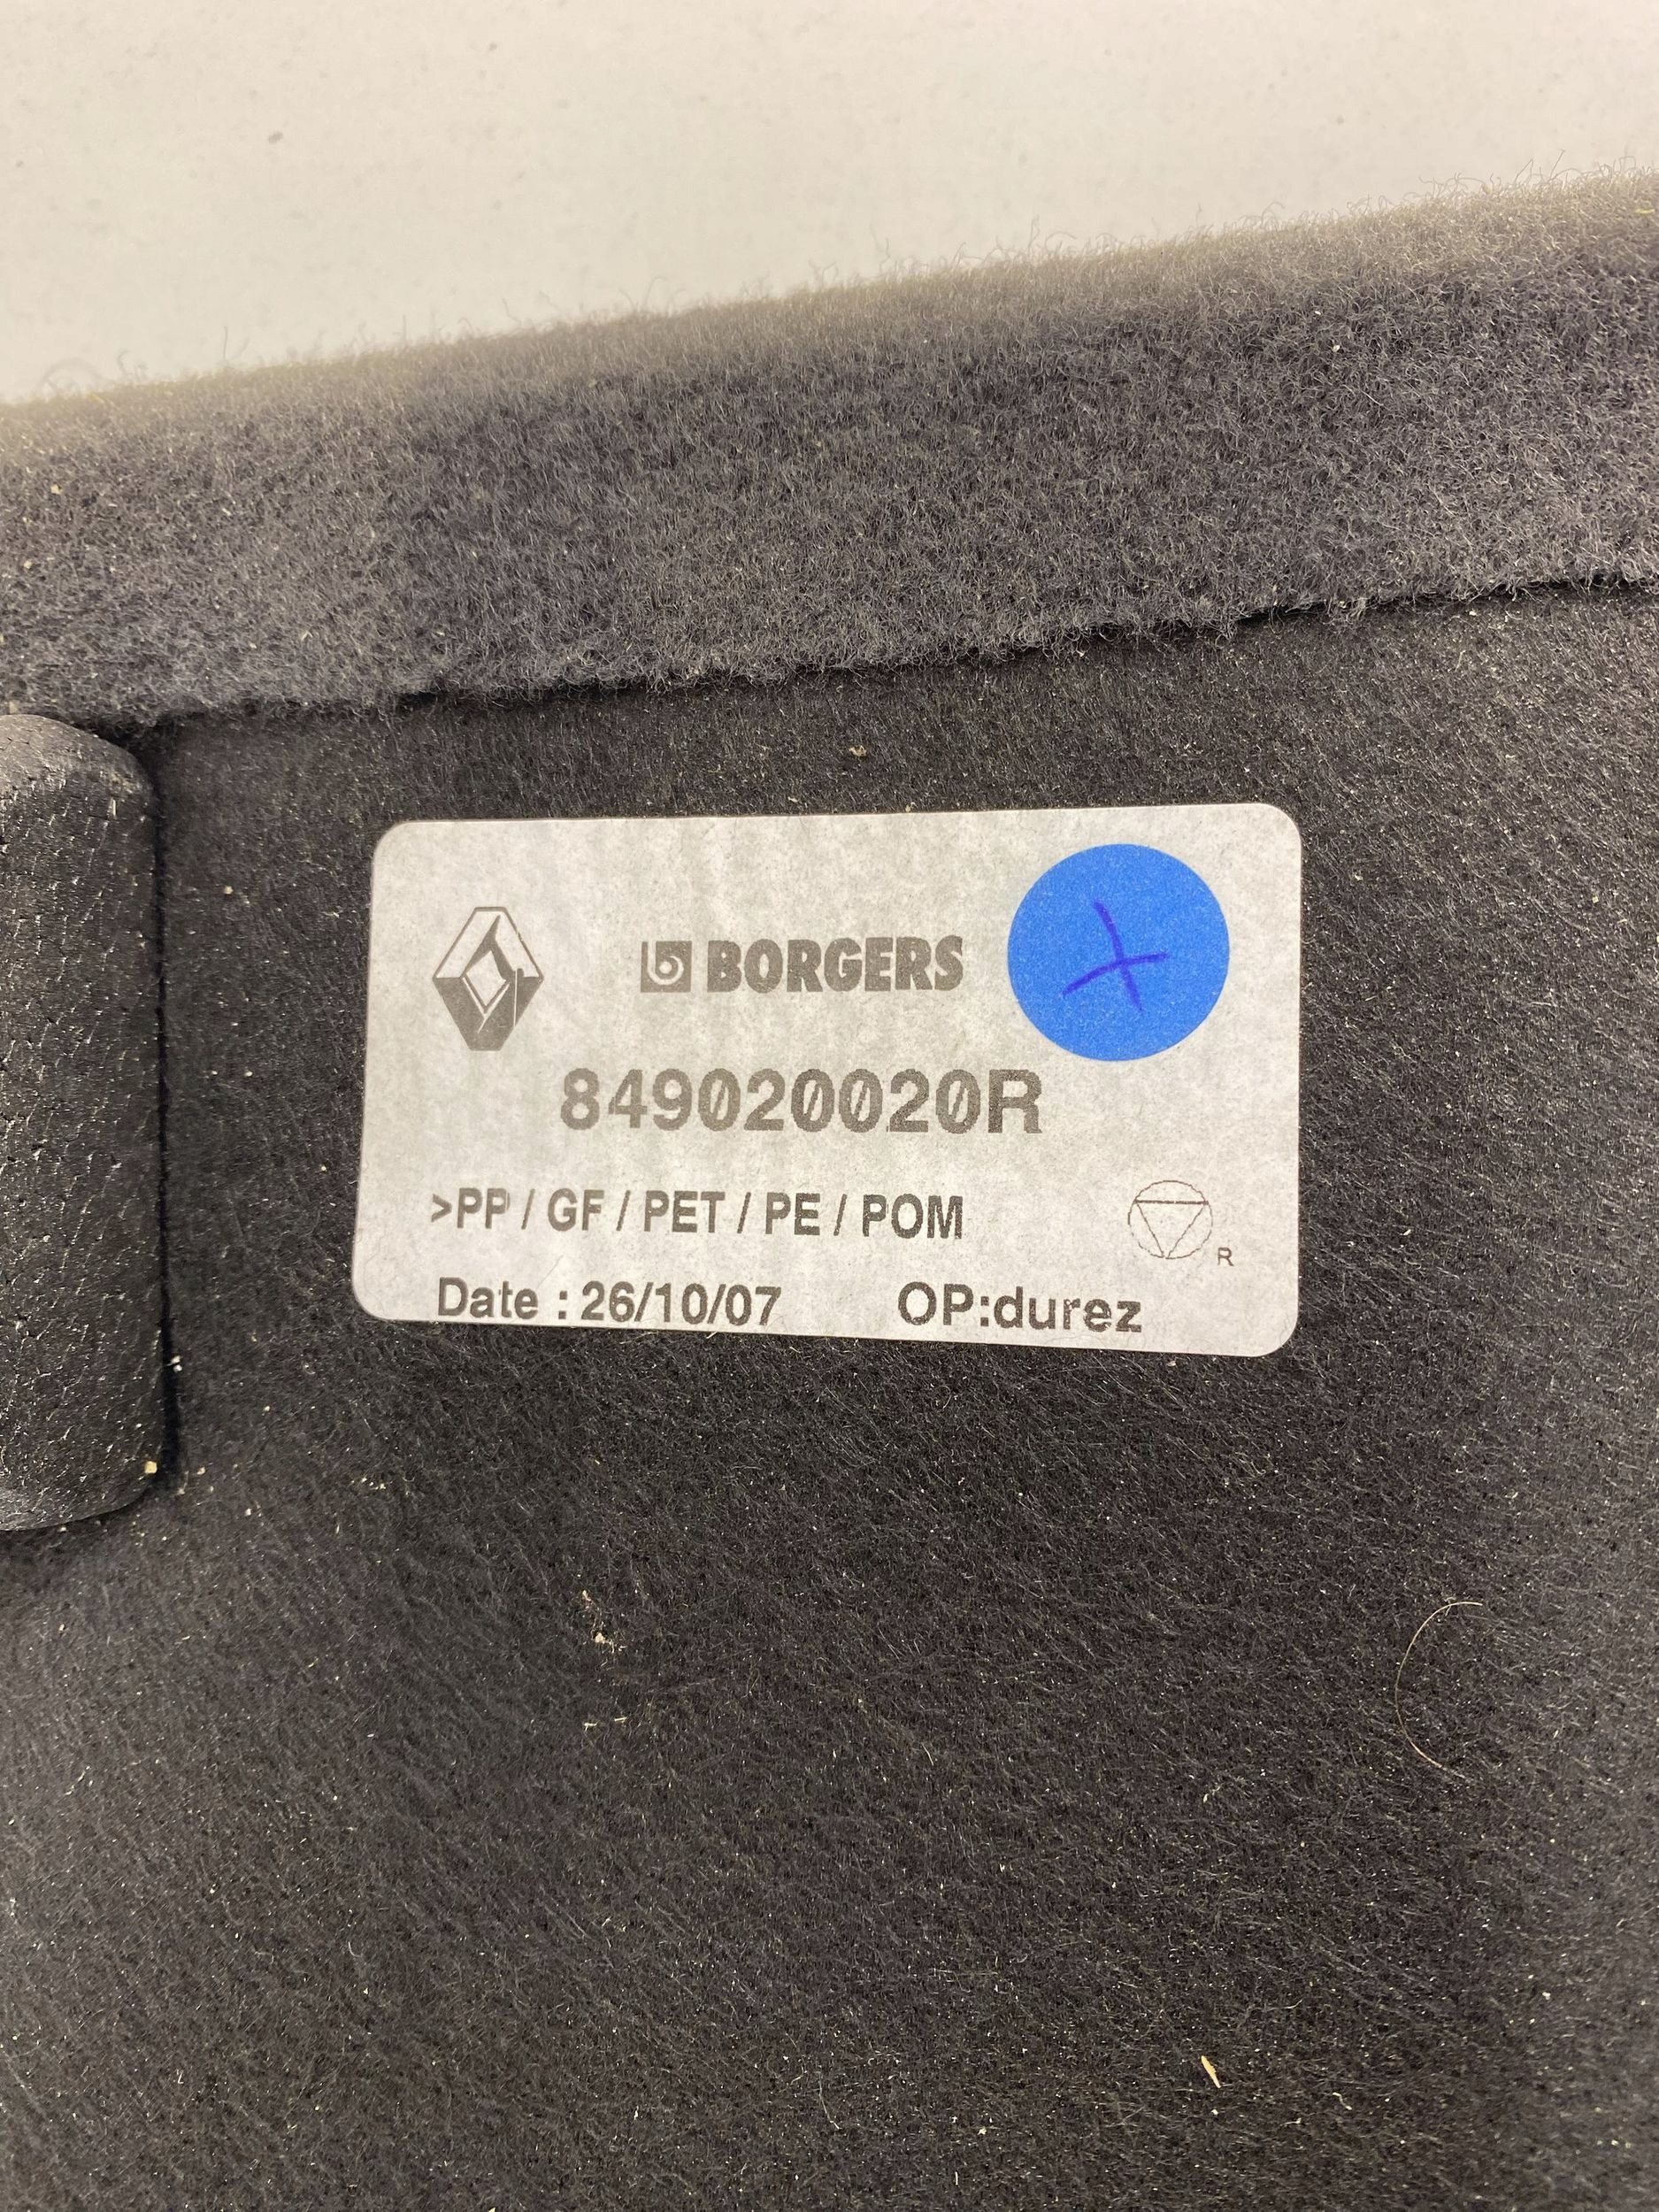 BORGERS
849020020R
>PP / GF / PET / PE / POM
R
Date : 26/10/07 OP:durez